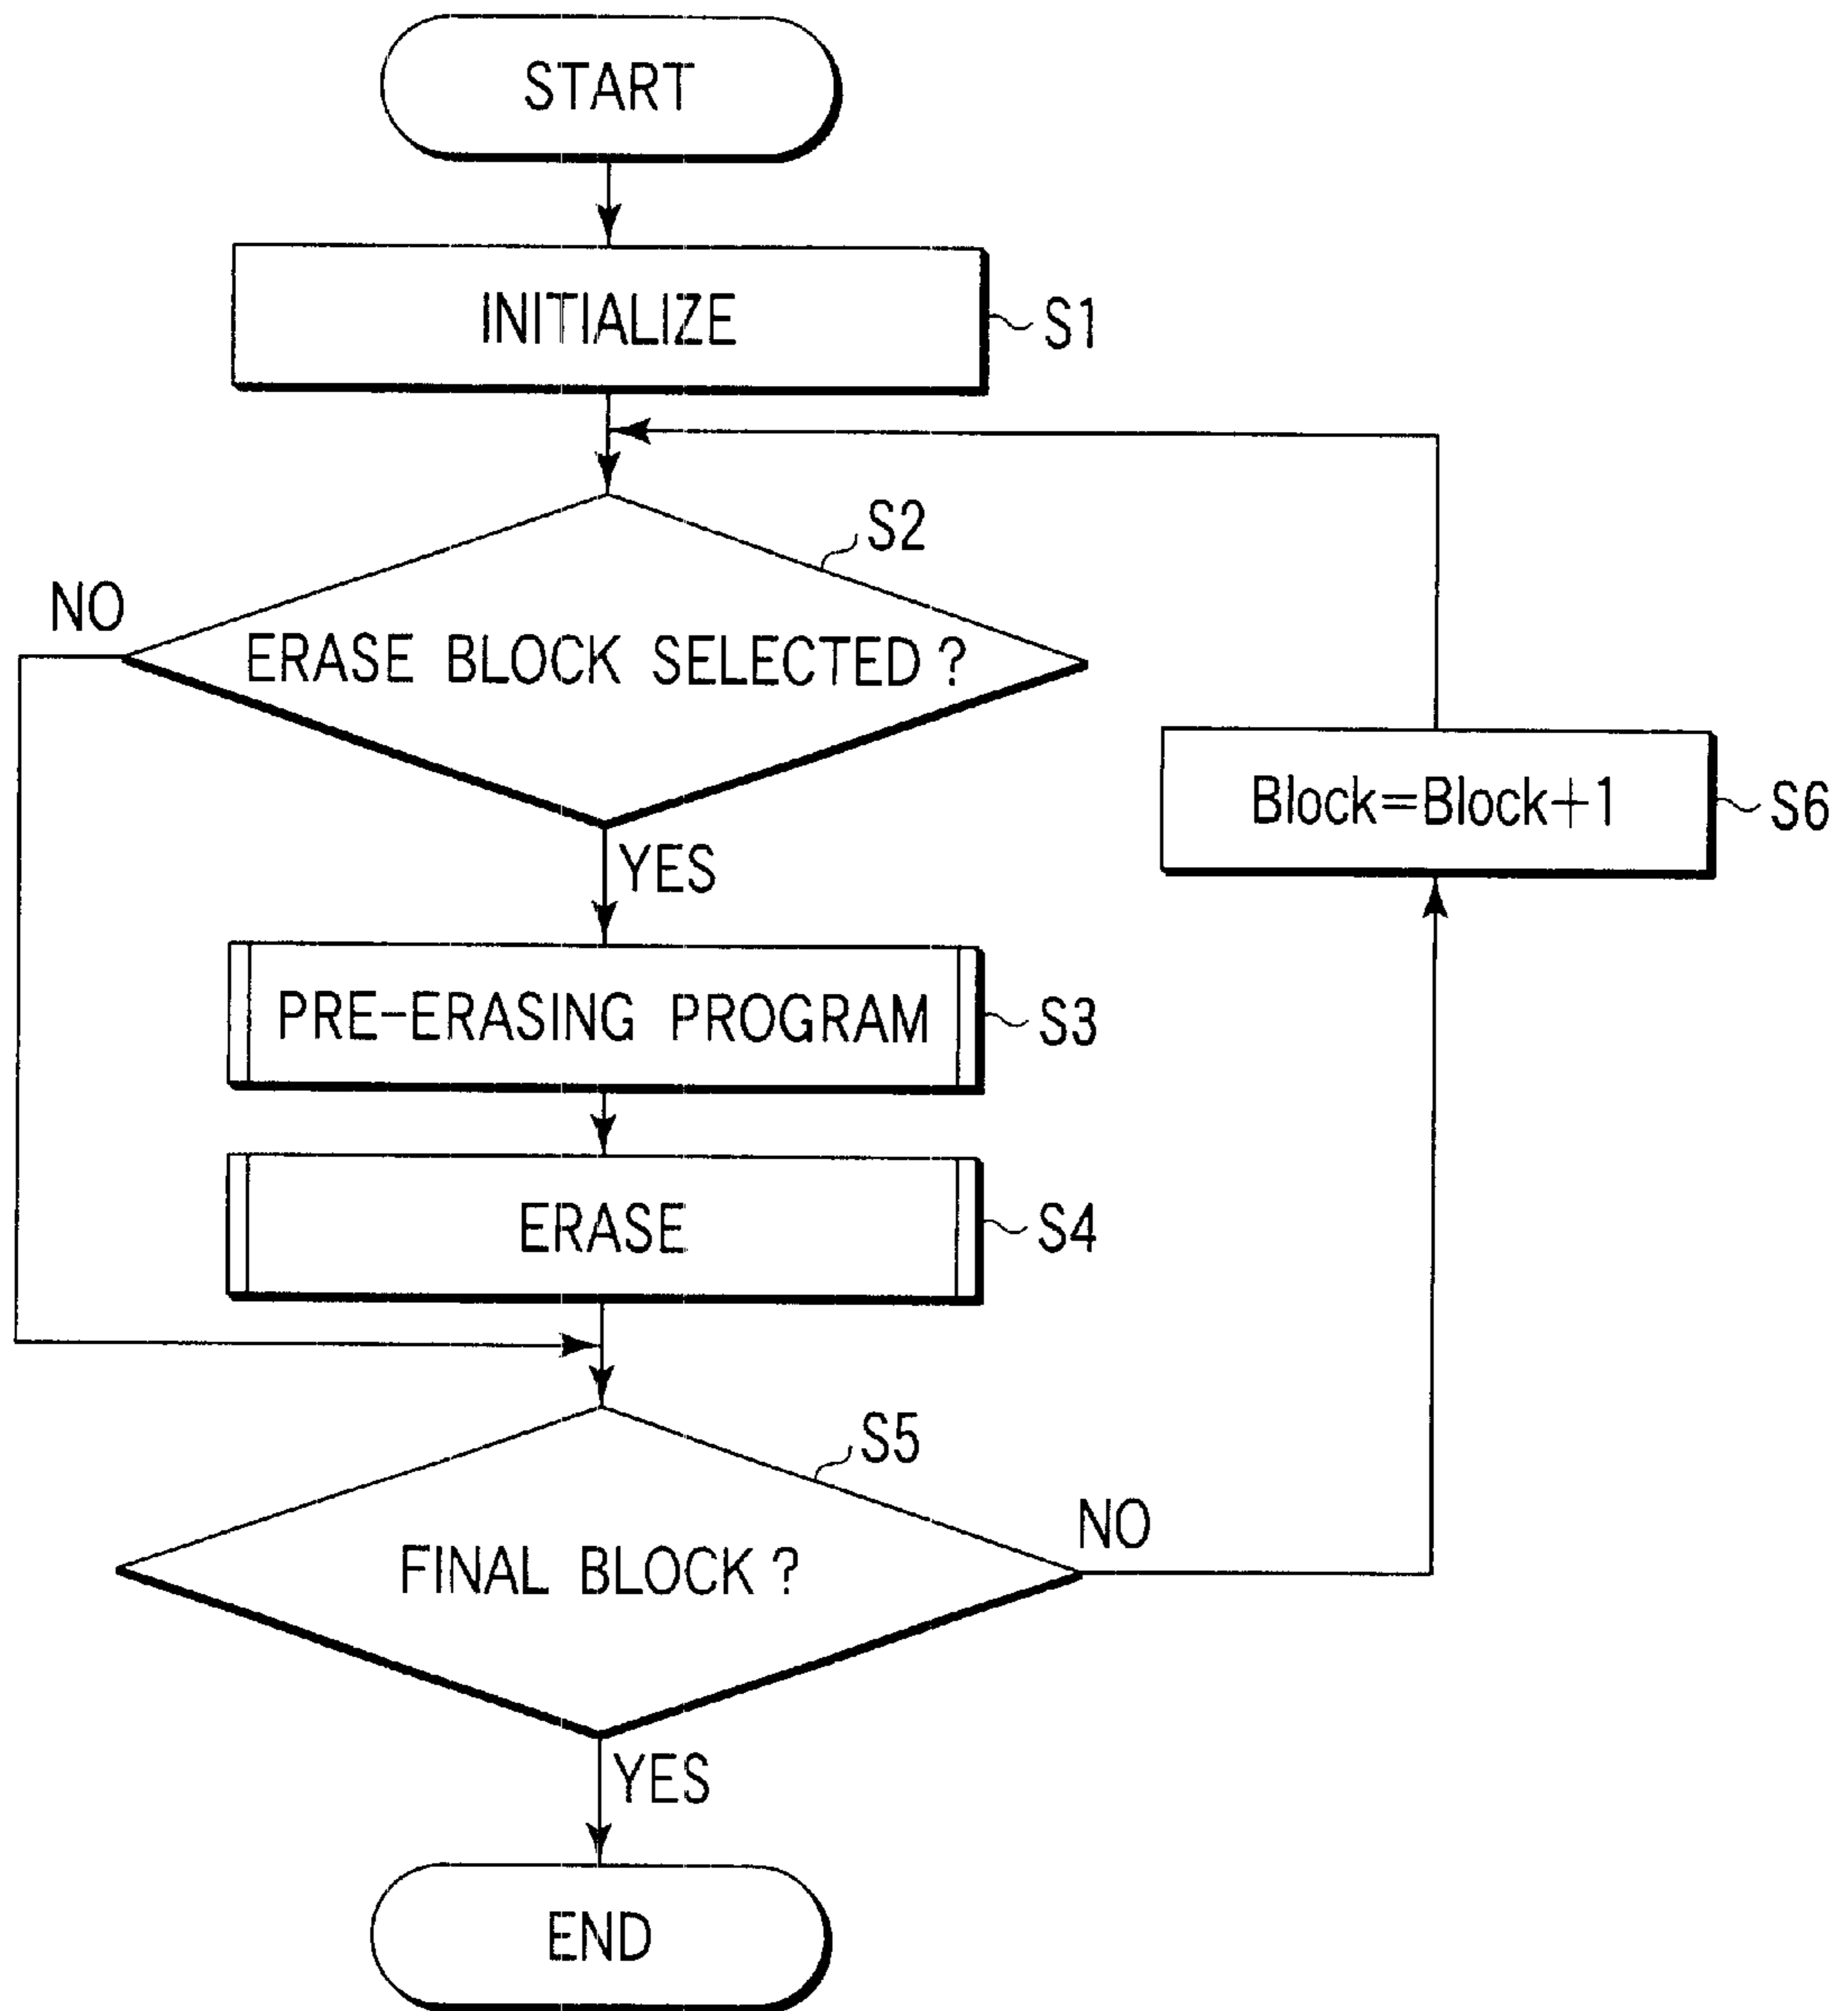 START
INITIALIZE
S1
S2
NO
ERASE BLOCK SELECTED ?
YES
Block=Block+1
S6
PRE-ERASING PROGRAM
S3
ERASE
S4
S5
NO
FINAL BLOCK ?
YES
END